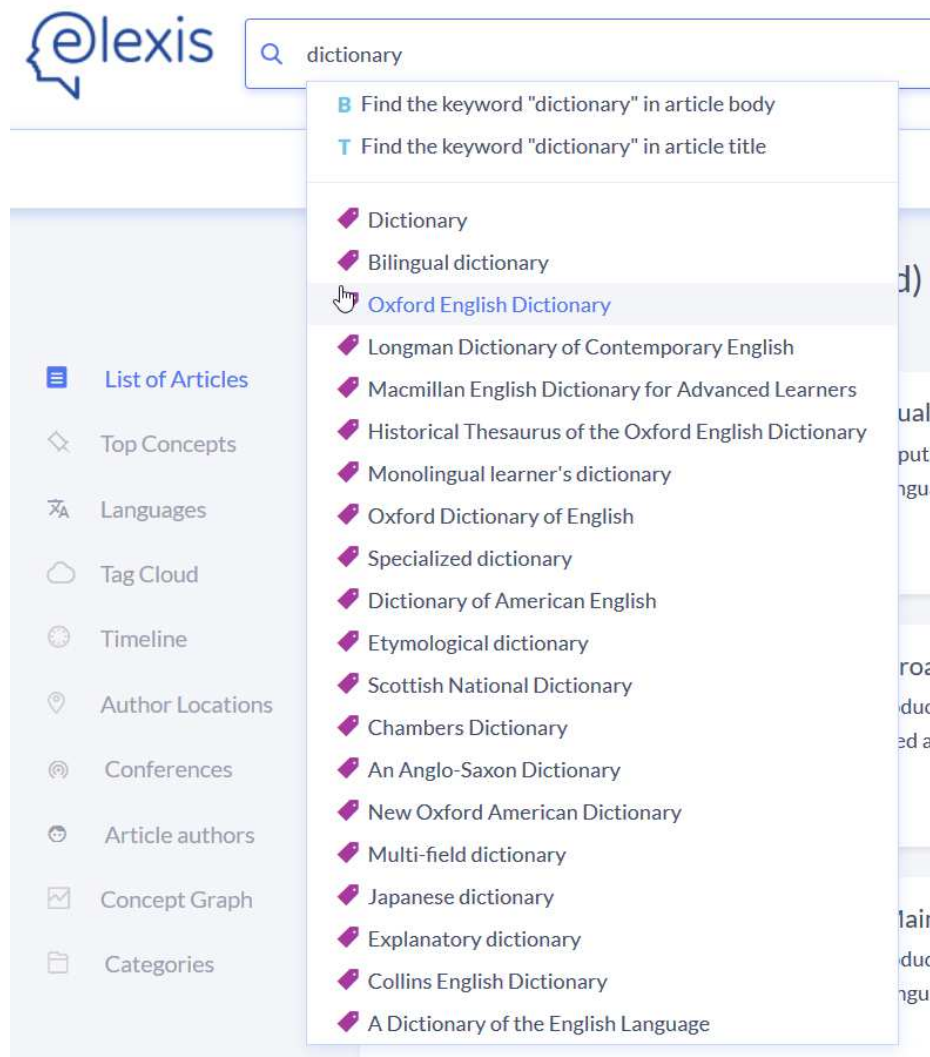 elexis
dictionary
B Find the keyword "dictionary" in article body
T Find the keyword "dictionary" in article title
Dictionary
Bilingual dictionary
Oxford English Dictionary
Longman Dictionary of Contemporary English
Macmillan English Dictionary for Advanced Learners
Historical Thesaurus of the Oxford English Dictionary
Monolingual learner's dictionary
Oxford Dictionary of English
Specialized dictionary
Dictionary of American English
Etymological dictionary
Scottish National Dictionary
Chambers Dictionary
An Anglo-Saxon Dictionary
New Oxford American Dictionary
Multi-field dictionary
Japanese dictionary
Explanatory dictionary
Collins English Dictionary
A Dictionary of the English Language
List of Articles
Top Concepts
Languages
Tag Cloud
Timeline
Author Locations
Conferences
Article authors
Concept Graph
Categories